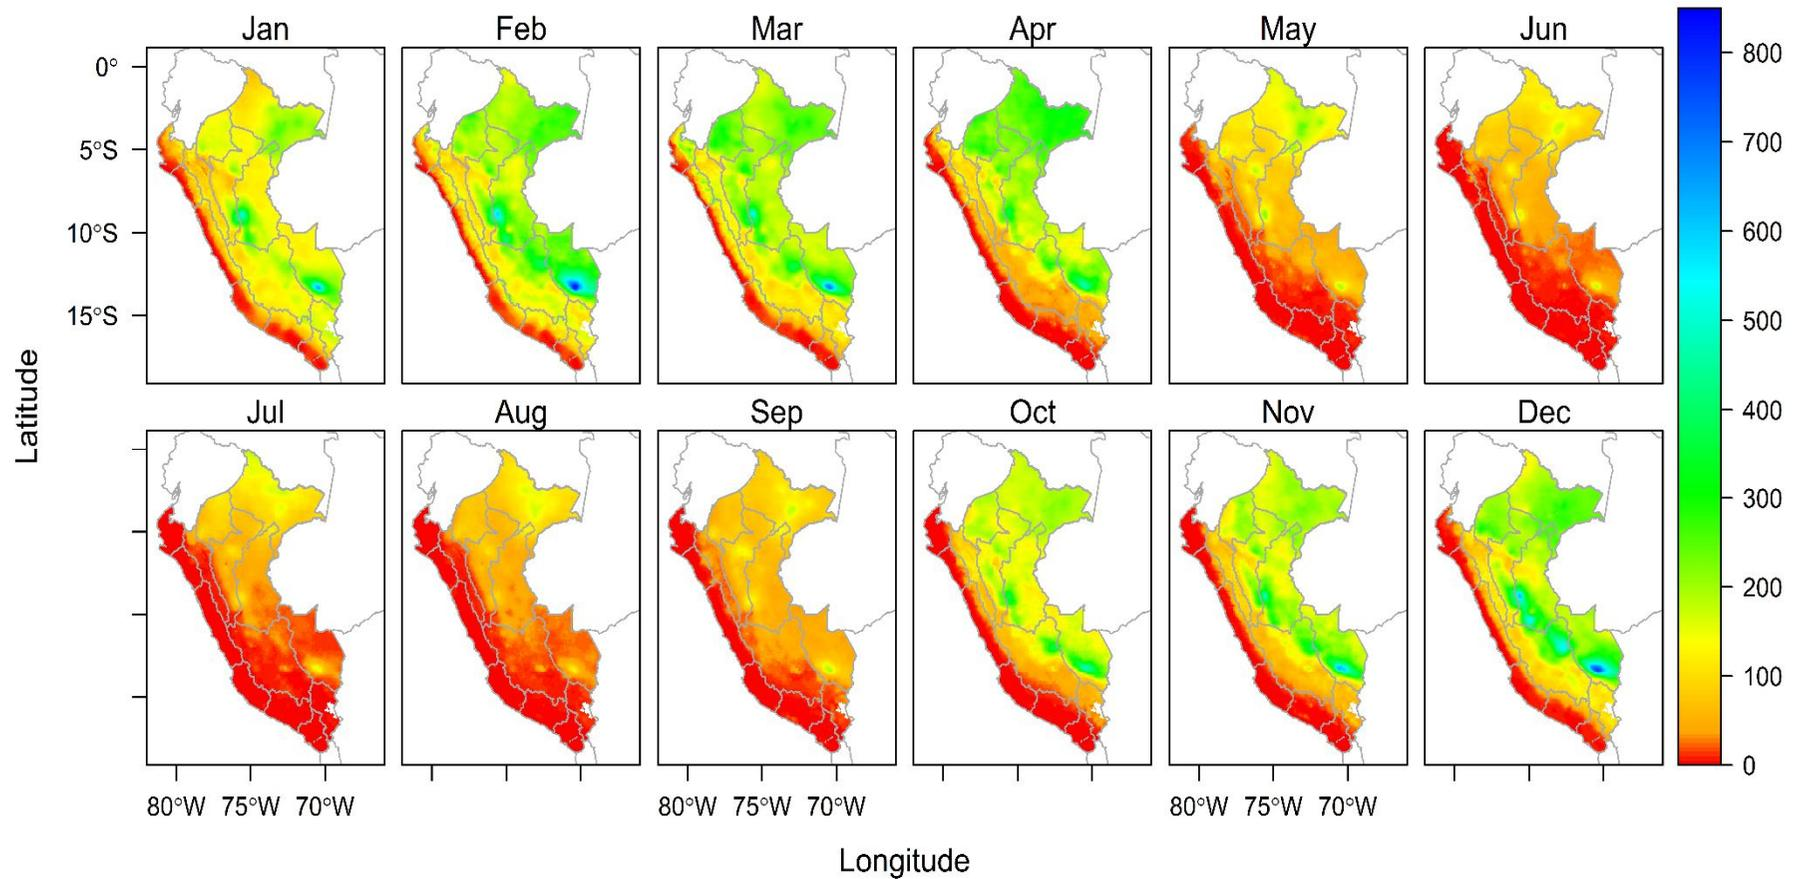 Jan Feb Mar Apr May Jun
0° 5°S 10°S 15°S
Jul Aug Sep Oct Nov Dec
80°W 75°W 70°W 80°W 75°W 70°W 80°W 75°W 70°W
Latitude
Longitude
800
700
600
500
400
300
200
100
0